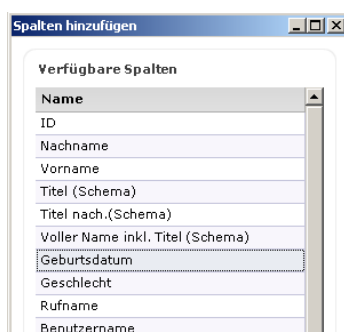 Spalten hinzufügen
Verfügbare Spalten
Name
ID
Nachname
Vorname
Titel (Schema)
Titel nach.(Schema)
Voller Name inkl. Titel (Schema)
Geburtsdatum
Geschlecht
Rufname
Benutzername